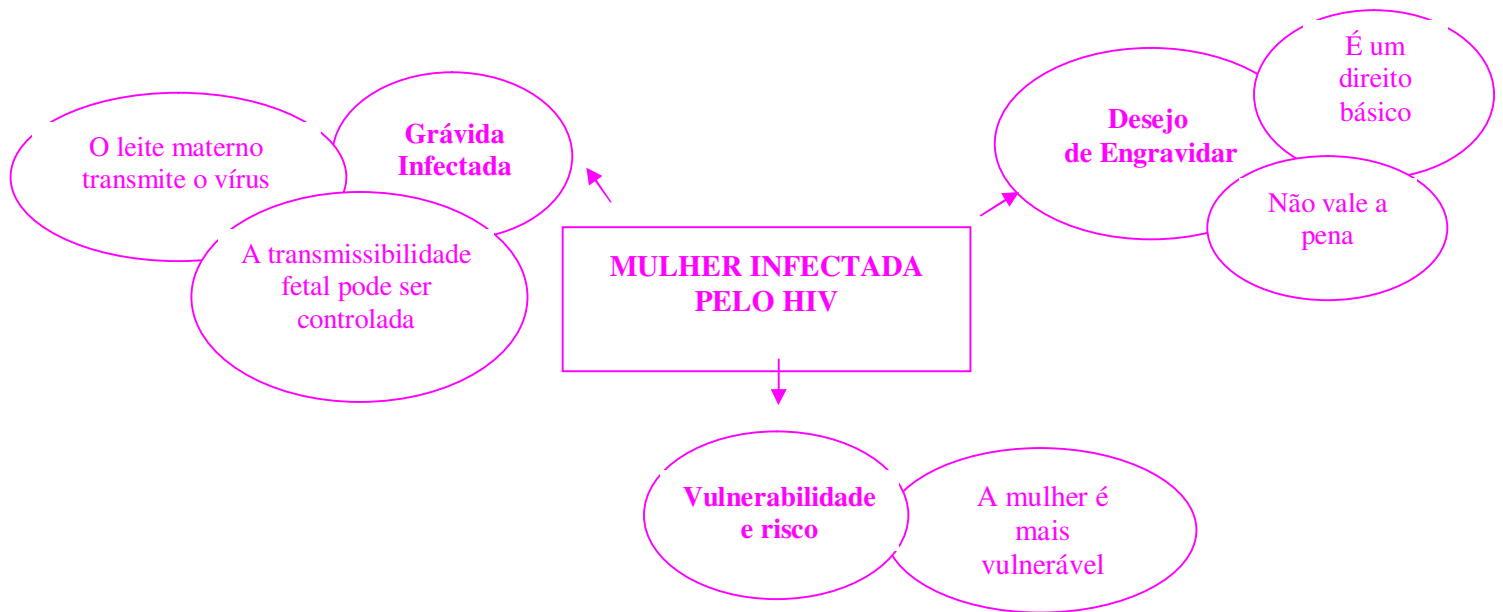 Grávida
Infectada
O leite materno
transmite o vírus
A transmissibilidade
fetal pode ser
controlada
Desejo
de Engravidar
É um
direito
básico
Não vale a
pena
MULHER INFECTADA
PELO HIV
Vulnerabilidade
e risco
A mulher é
mais
vulnerável